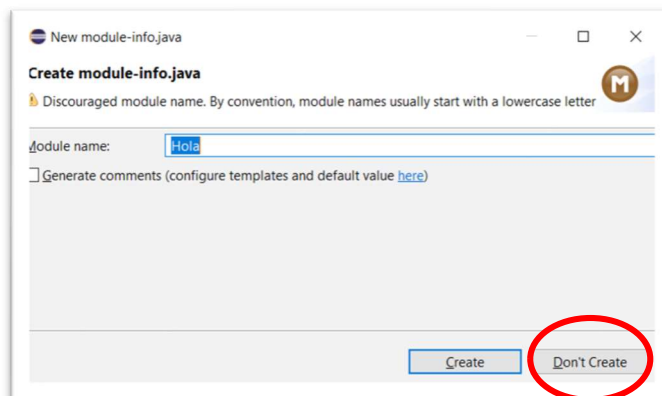 New module-info.java
Create module-info.java
Discouraged module name. By convention, module names usually start with a lowercase letter
M
Module name:
Hola
Generate comments (configure templates and default value here)
Create
Don't Create